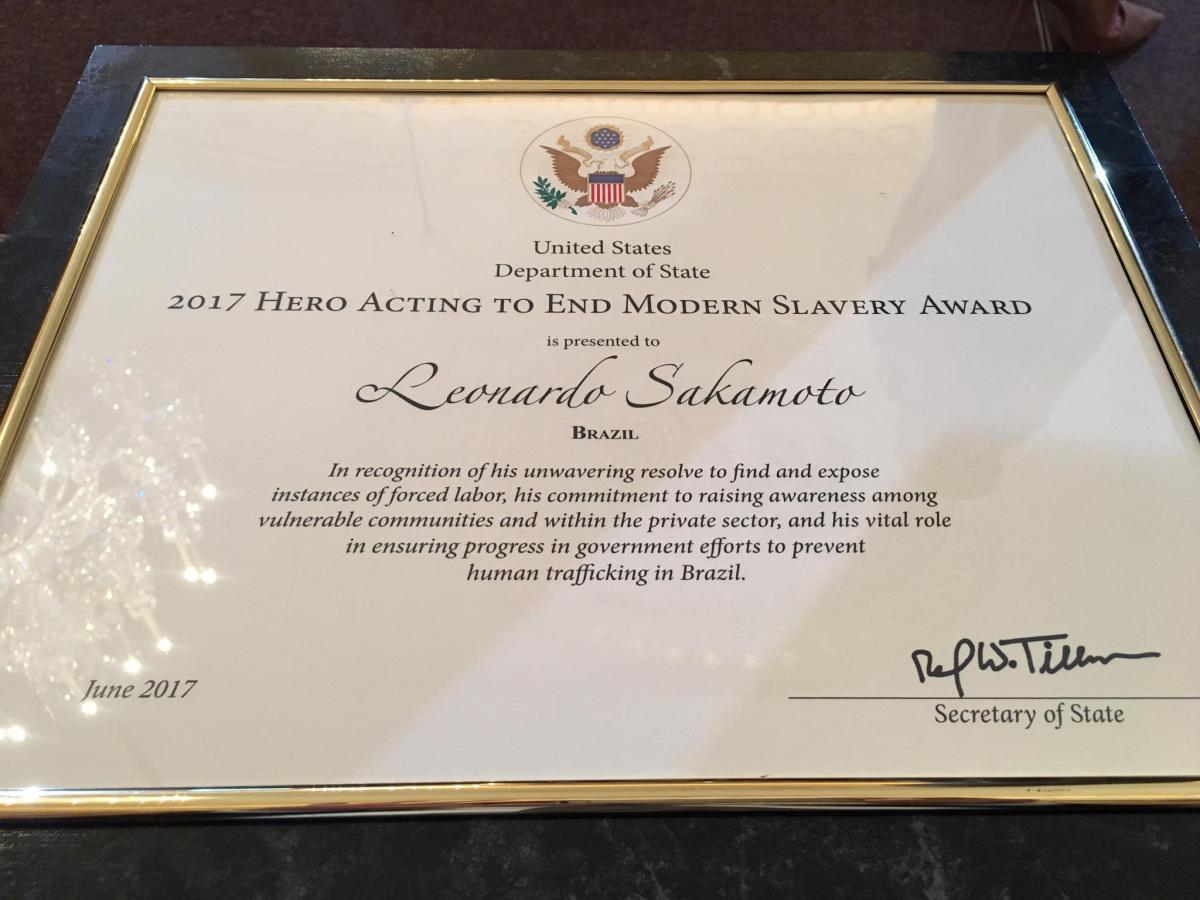 United States
Department of State
2017 Hero Acting to End Modern Slavery Award
is presented to
Leonardo Sakamoto
Brazil
In recognition of his unwavering resolve to find and expose
instances of forced labor, his commitment to raising awareness among
vulnerable communities and within the private sector, and his vital role
in ensuring progress in government efforts to prevent
human trafficking in Brazil.
June 2017
Secretary of State